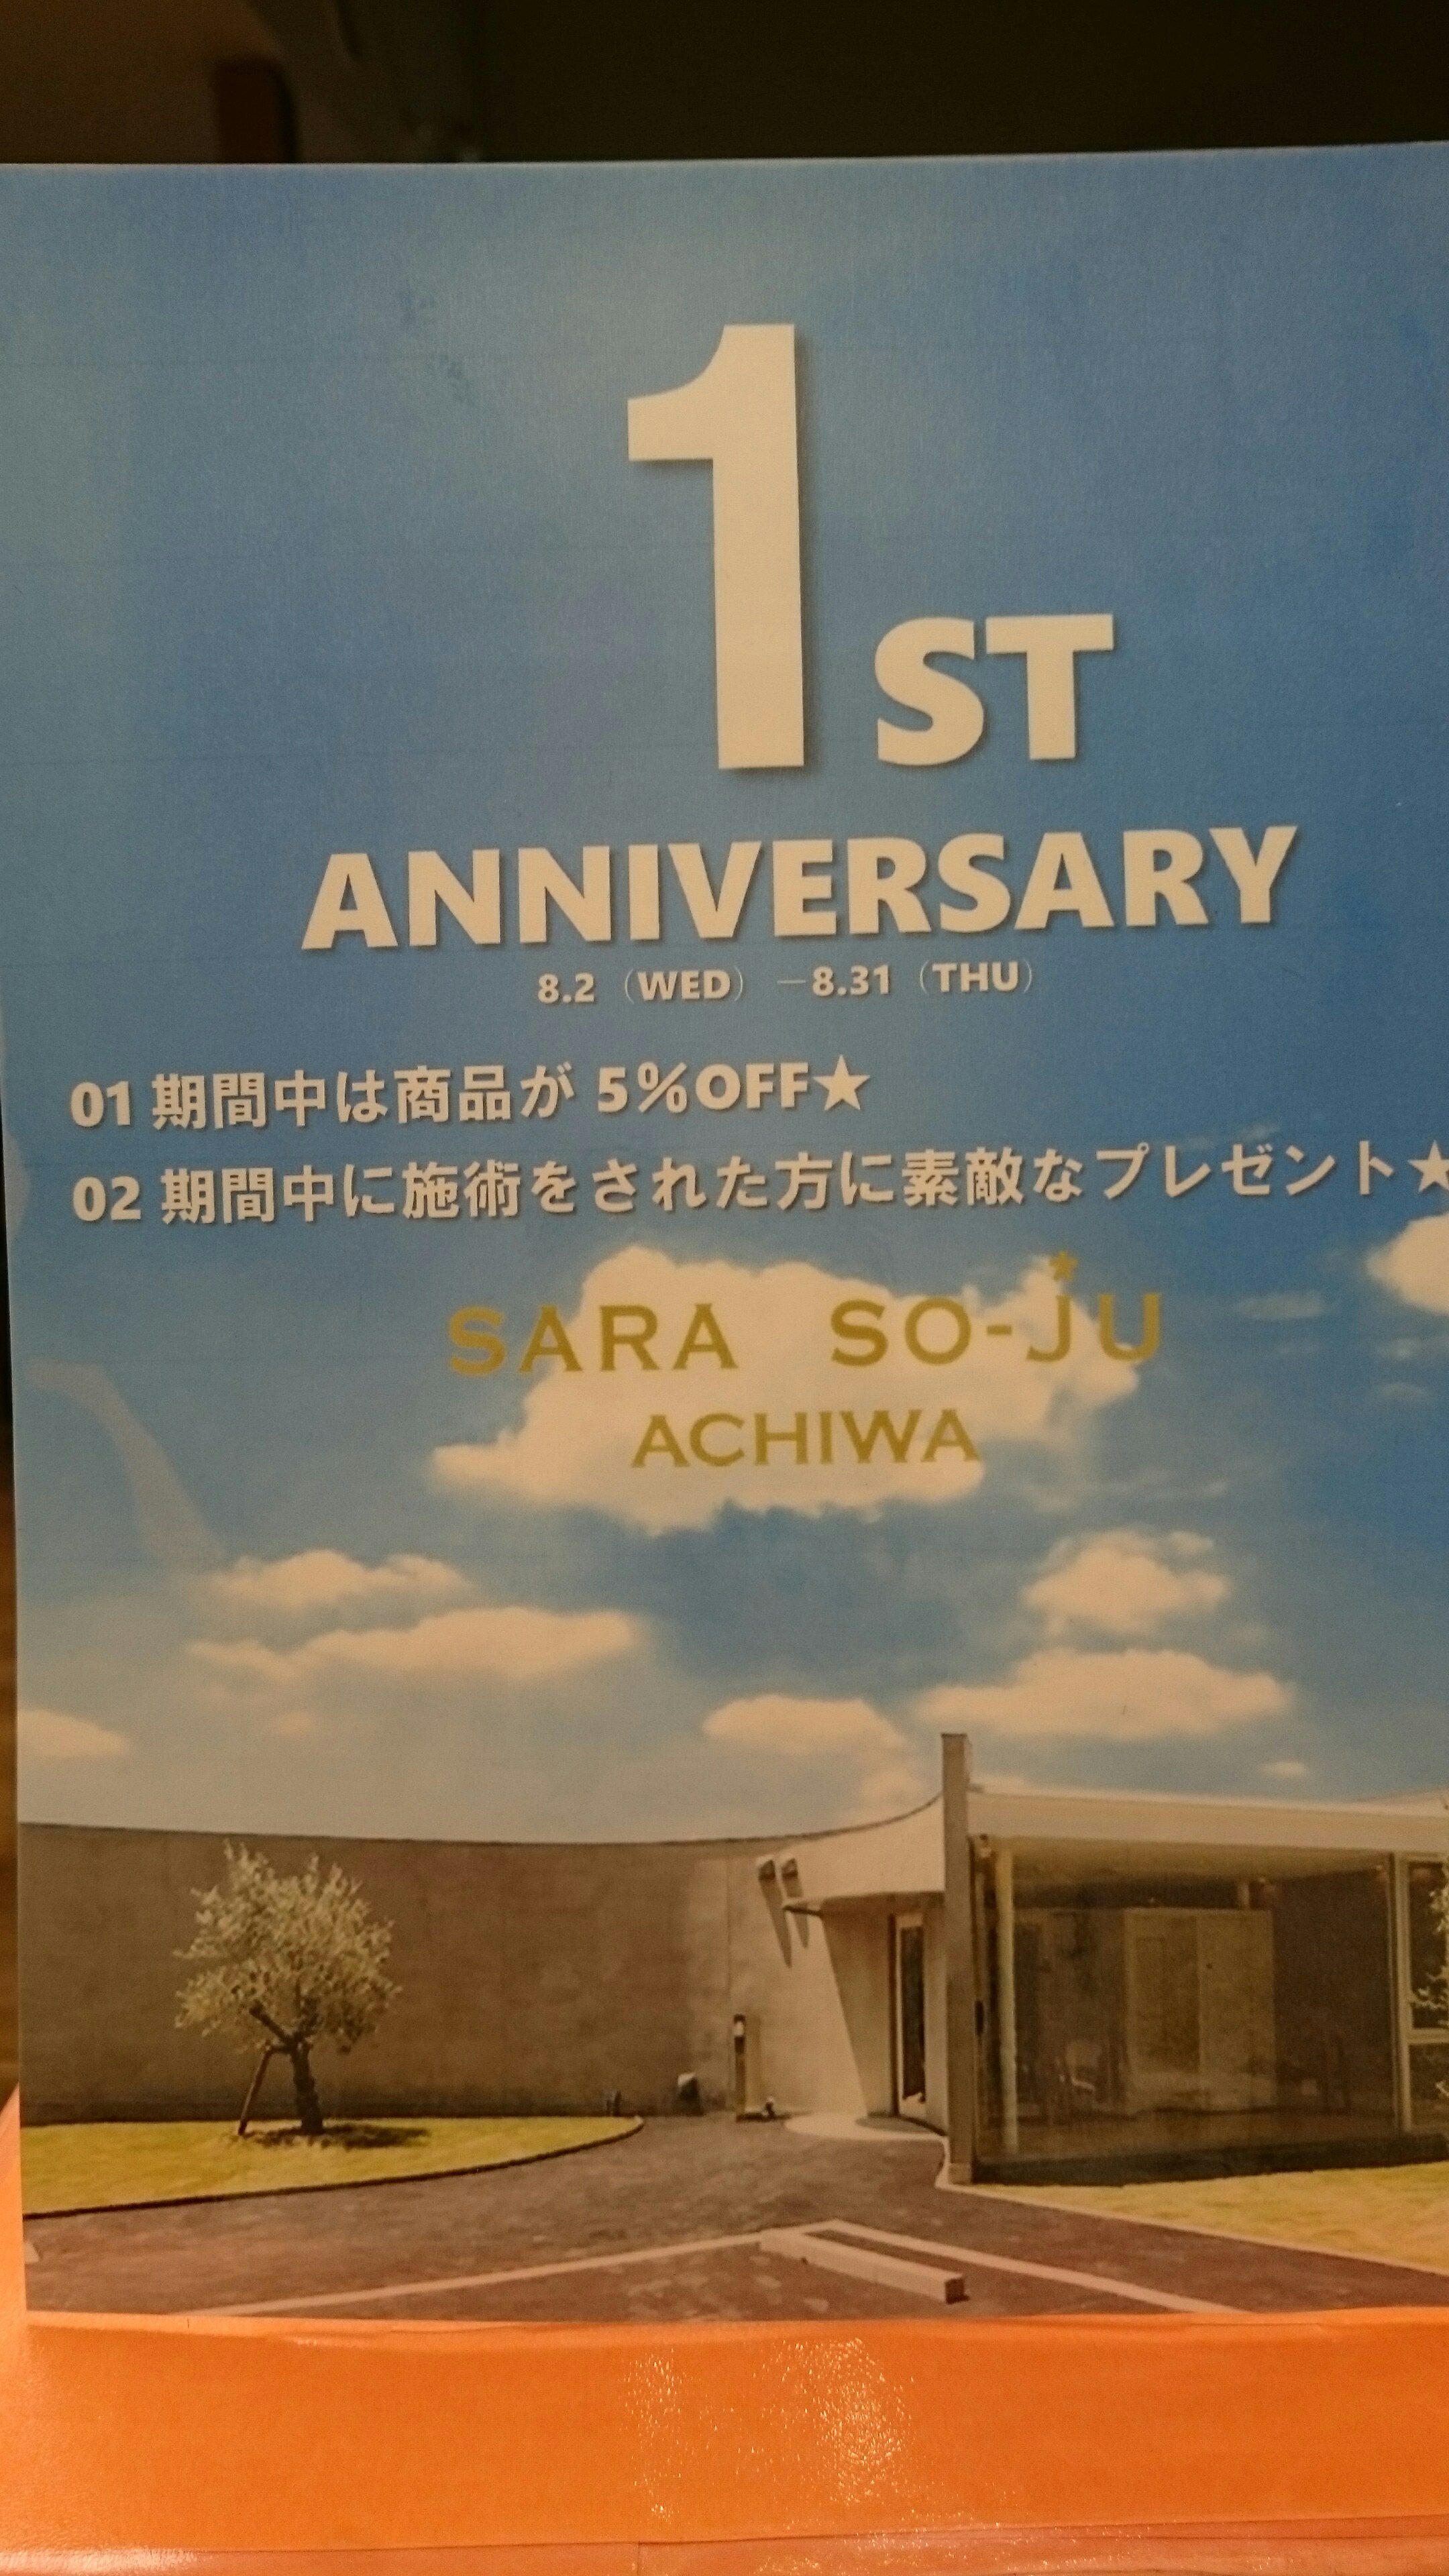 1ST
ANNIVERSARY
8.2（WED）－8.31（THU）
01 期間中は商品が 5%OFF★
02 期間中に施術をされた方に素敵なプレゼント★
SARA SO-JU
ACHIWA